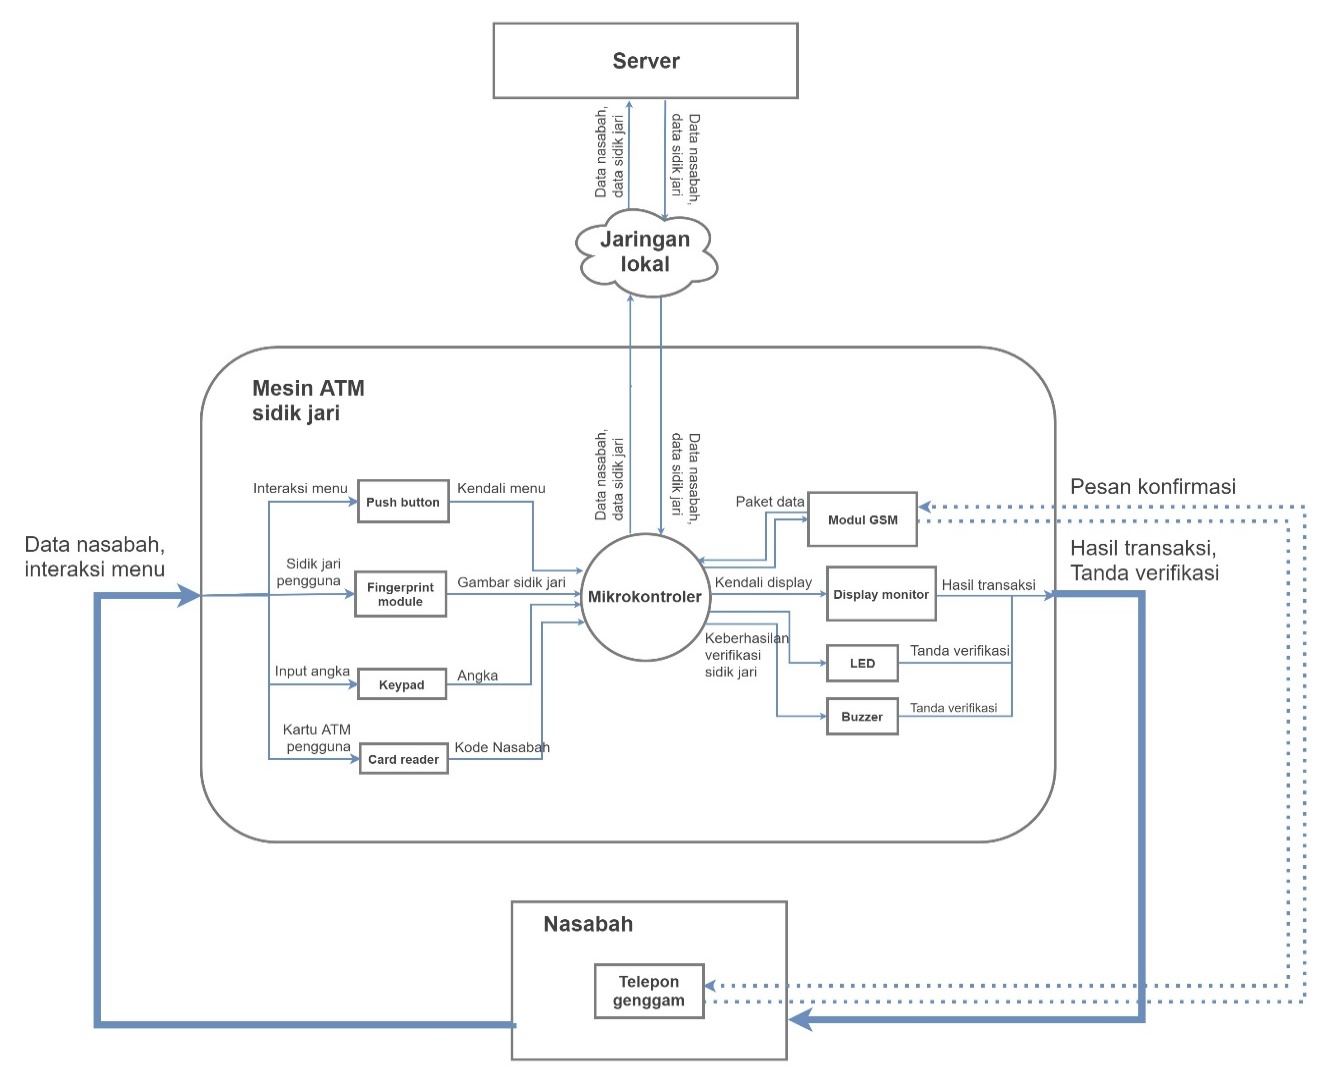 Server
Data nasabah,
data sidik jari
Data nasabah,
data sidik jari
Jaringan
lokal
Mesin ATM
sidik jari
Data nasabah,
data sidik jari
Data nasabah,
data sidik jari
Data nasabah,
interaksi menu
Interaksi menu
Push button
Kendali menu
Sidik jari
pengguna
Fingerprint
module
Gambar sidik jari
Input angka
Keypad
Angka
Kartu ATM
pengguna
Card reader
Kode Nasabah
Mikrokontroler
Paket data
Modul GSM
Kendali display
Display monitor
Hasil transaksi
Keberhasilan
verifikasi
sidik jari
LED
Tanda verifikasi
Buzzer
Tanda verifikasi
Pesan konfirmasi
Hasil transaksi,
Tanda verifikasi
Nasabah
Telepon
genggam